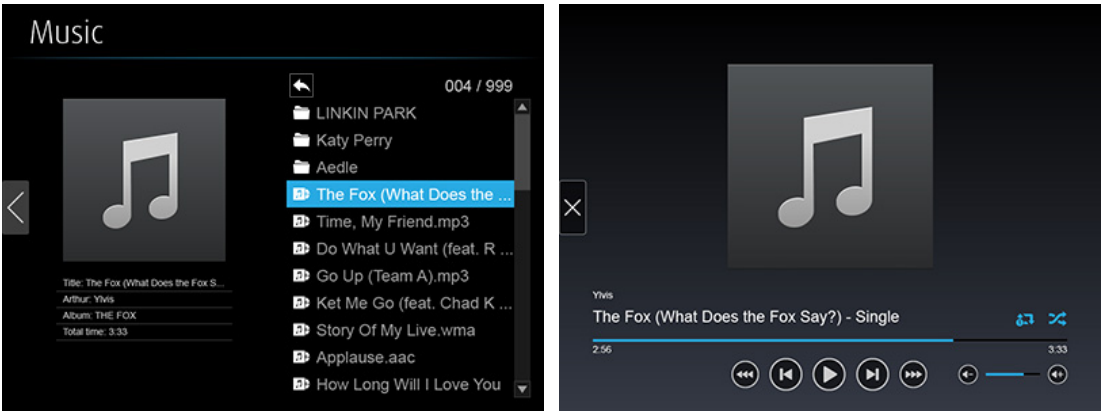 Music
004 / 999
LINKIN PARK
Katy Perry
Aedle
The Fox (What Does the ...
Time, My Friend.mp3
Do What U Want (feat. R ...
Go Up (Team A).mp3
Ket Me Go (feat. Chad K ...
Story Of My Live.wma
Applause.aac
How Long Will I Love You
Title: The Fox (What Does the Fox S...
Arthur: Ylvis
Album: THE FOX
Total time: 3:33
Ylvis
The Fox (What Does the Fox Say?) - Single
2:56
3:33